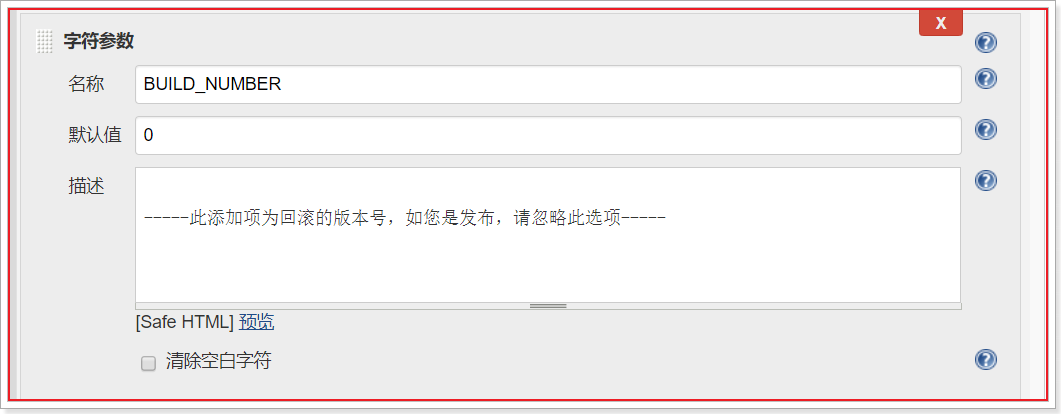 X
字符参数
名称 BUILD_NUMBER
默认值 0
描述
-----此添加项为回滚的版本号，如您是发布，请忽略此选项-----
[Safe HTML] 预览
清除空白字符